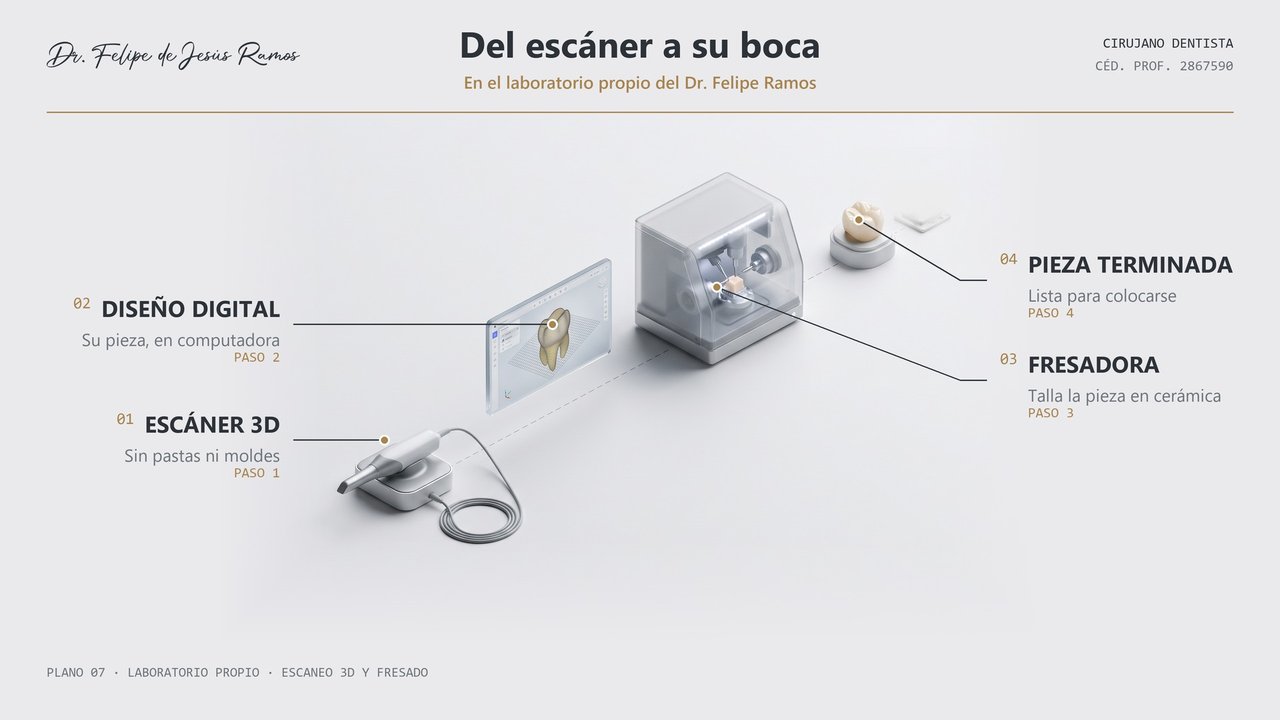 Dr. Felipe de Jesús Ramos
Del escáner a su boca
En el laboratorio propio del Dr. Felipe Ramos
CIRUJANO DENTISTA
CÉD. PROF. 2867590
02 DISEÑO DIGITAL
Su pieza, en computadora
PASO 2
01 ESCÁNER 3D
Sin pastas ni moldes
PASO 1
04 PIEZA TERMINADA
Lista para colocarse
PASO 4
03 FRESADORA
Talla la pieza en cerámica
PASO 3
PLANO 07 · LABORATORIO PROPIO · ESCANEO 3D Y FRESADO